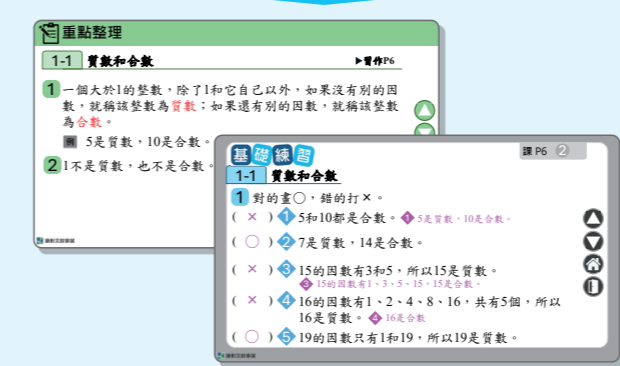 重點整理
1-1 質數和合數 ▶習作P6
1 一個大於1的整數，除了1和它自己以外，如果沒有別的因
數，就稱該整數為質數；如果還有別的因數，就稱該整數
為合數。
例 5是質數，10是合數。
2 1不是質數，也不是合數。
基礎練習 課 P6 2
1-1 質數和合數
1 對的畫○，錯的打×。
( × ) 1 5和10都是合數。 1 5是質數，10是合數。
( ○ ) 2 7是質數，14是合數。
( × ) 3 15的因數有3和5，所以15是質數。
3 15的因數有1、3、5、15，15是合數。
( × ) 4 16的因數有1、2、4、8、16，共有5個，所以
16是質數。 4 16是合數
( ○ ) 5 19的因數只有1和19，所以19是質數。